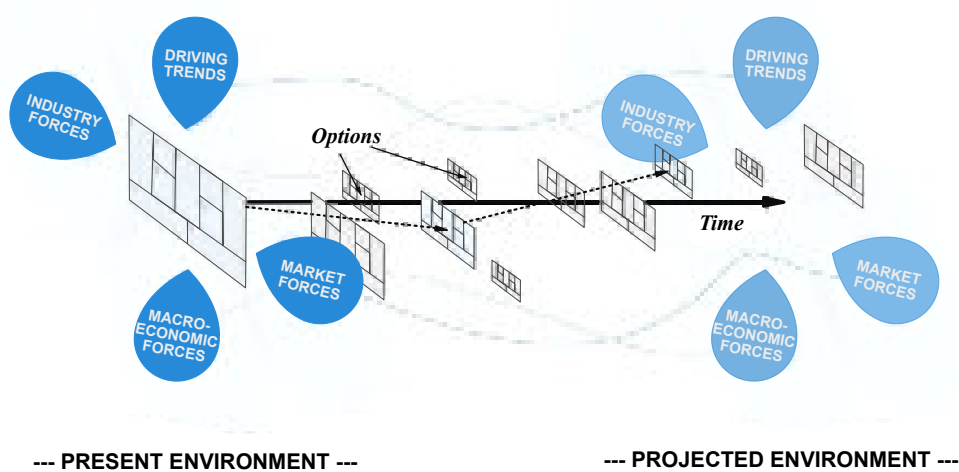 DRIVING
TRENDS
INDUSTRY
FORCES
MARKET
FORCES
MACRO-
ECONOMIC
FORCES
Options
Time
DRIVING
TRENDS
INDUSTRY
FORCES
MARKET
FORCES
MACRO-
ECONOMIC
FORCES
--- PRESENT ENVIRONMENT ---
--- PROJECTED ENVIRONMENT ---